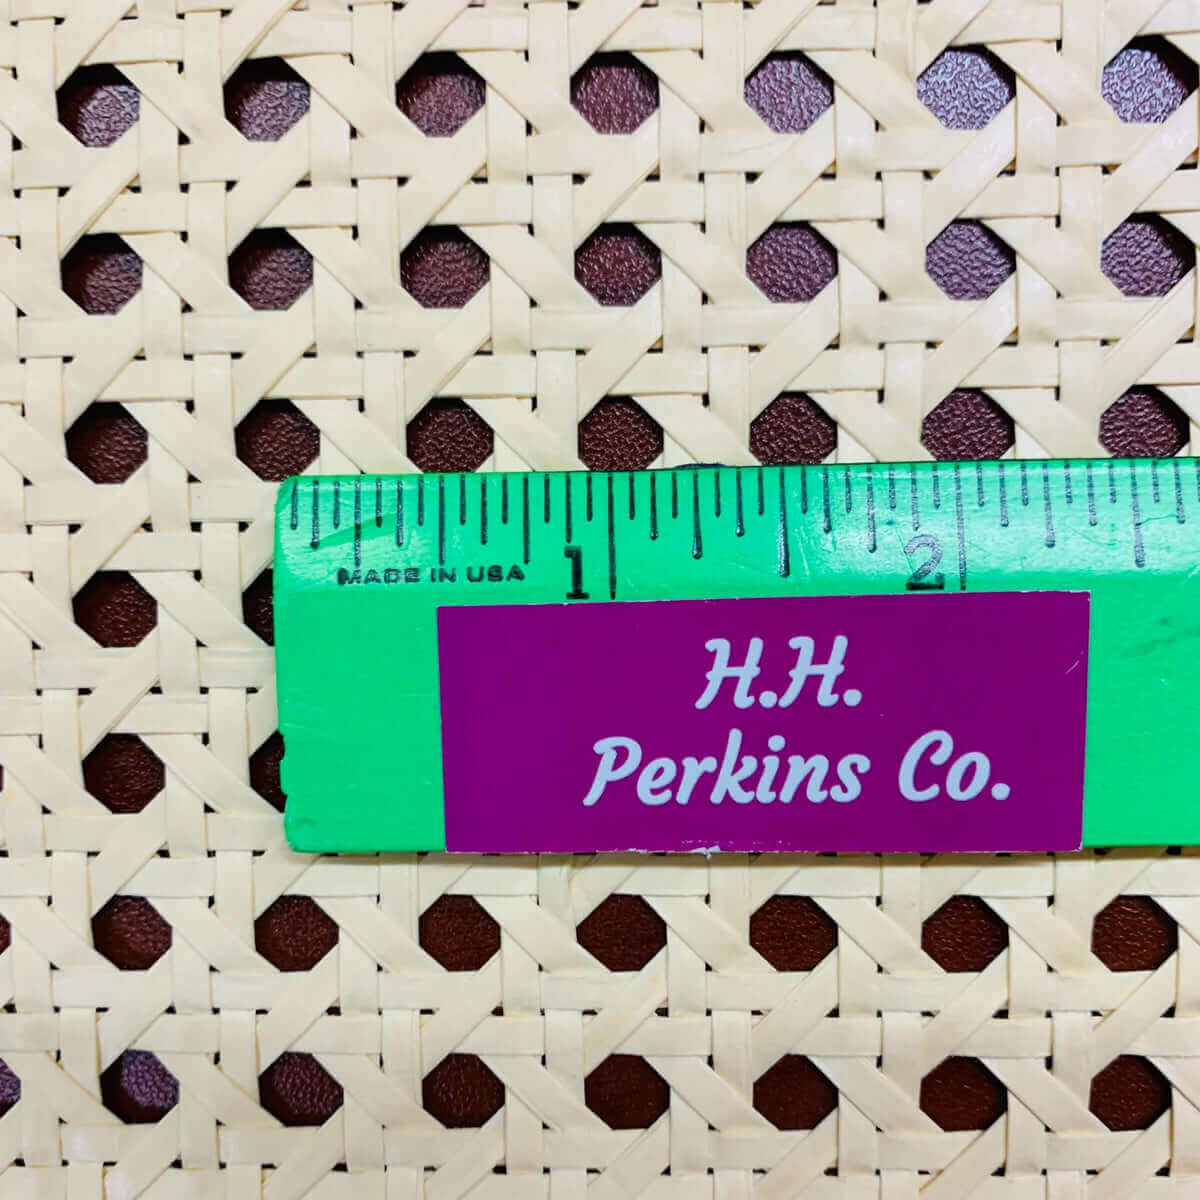 1 2
MADE IN USA
H.H.
Perkins Co.